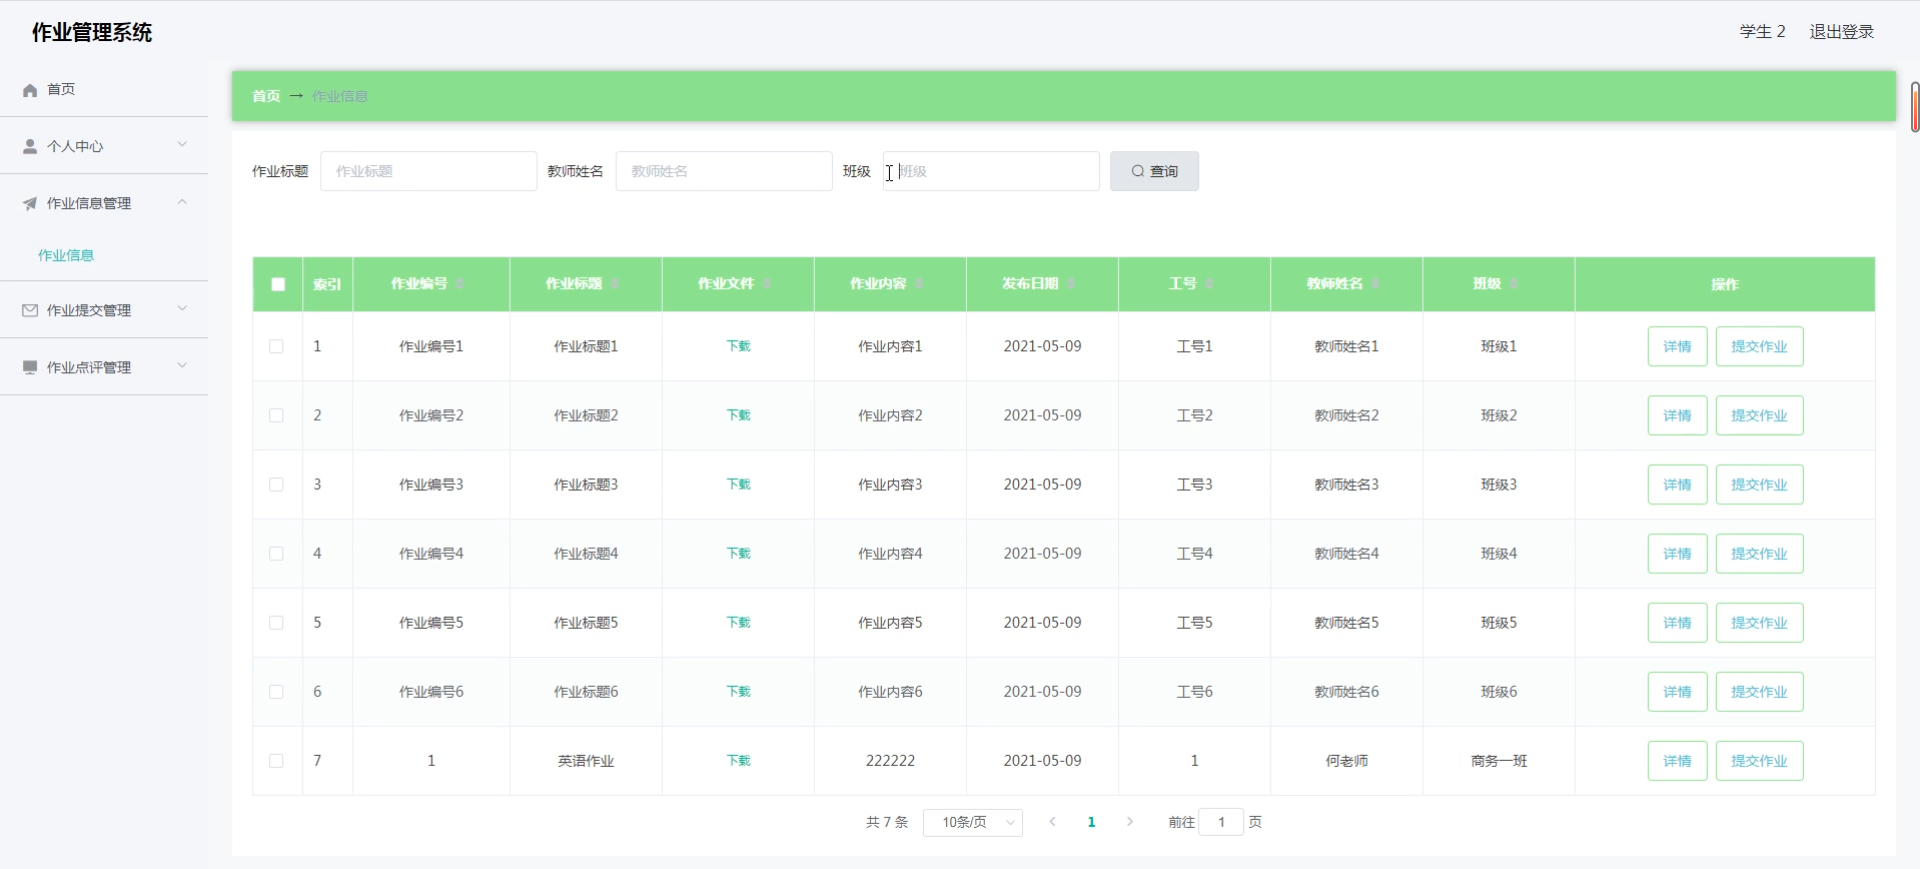 作业管理系统
学生 2 退出登录
首页
个人中心
作业信息管理
作业信息
作业提交管理
作业点评管理
首页 → 作业信息
作业标题 作业标题 教师姓名 教师姓名 班级 班级 查询
索引 作业编号 作业标题 作业文件 作业内容 发布日期 工号 教师姓名 班级 操作
1 作业编号1 作业标题1 下载 作业内容1 2021-05-09 工号1 教师姓名1 班级1 详情 提交作业
2 作业编号2 作业标题2 下载 作业内容2 2021-05-09 工号2 教师姓名2 班级2 详情 提交作业
3 作业编号3 作业标题3 下载 作业内容3 2021-05-09 工号3 教师姓名3 班级3 详情 提交作业
4 作业编号4 作业标题4 下载 作业内容4 2021-05-09 工号4 教师姓名4 班级4 详情 提交作业
5 作业编号5 作业标题5 下载 作业内容5 2021-05-09 工号5 教师姓名5 班级5 详情 提交作业
6 作业编号6 作业标题6 下载 作业内容6 2021-05-09 工号6 教师姓名6 班级6 详情 提交作业
7 1 英语作业 下载 222222 2021-05-09 1 何老师 商务一班 详情 提交作业
共 7 条 10条/页 1 前往 1 页